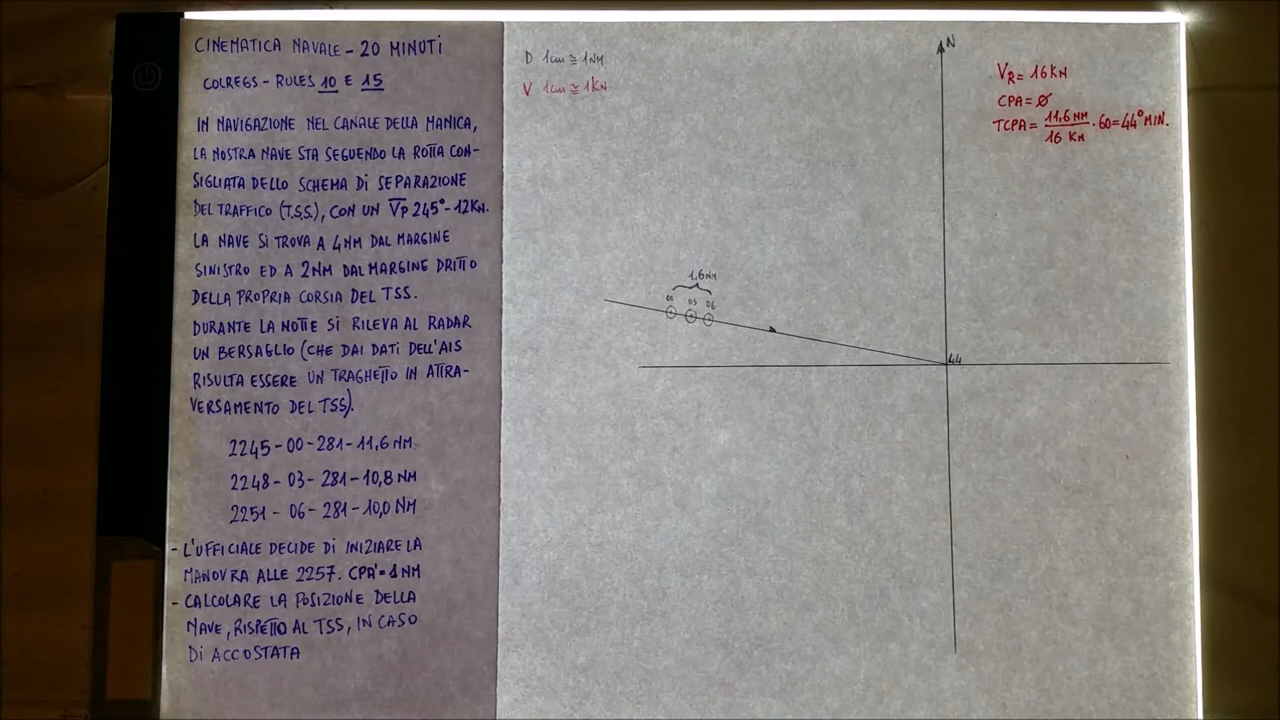 CINEMATICA NAVALE - 20 MINUTI
COLREGS - RULES 10 E 15
IN NAVIGAZIONE NEL CANALE DELLA MANICA,
LA NOSTRA NAVE STA SEGUENDO LA ROTTA CON-
SIGLIATA DELLO SCHEMA DI SEPARAZIONE
DEL TRAFFICO (T.S.S.), CON UN Vp 245° - 12KN.
LA NAVE SI TROVA A 4NM DAL MARGINE
SINISTRO ED A 2NM DAL MARGINE DRITTO
DELLA PROPRIA CORSIA DEL TSS.
DURANTE LA NOTTE SI RILEVA AL RADAR
UN BERSAGLIO (CHE DAI DATI DELL'AIS
RISULTA ESSERE UN TRAGHETTO IN ATTRA-
VERSAMENTO DEL TSS).
2245 - 00 - 281 - 11,6 NM.
2248 - 03 - 281 - 10,8 NM
2251 - 06 - 281 - 10,0 NM
- L'UFFICIALE DECIDE DI INIZIARE LA
MANOVRA ALLE 2257. CPA' = 1 NM
- CALCOLARE LA POSIZIONE DELLA
NAVE, RISPETTO AL TSS, IN CASO
DI ACCOSTATA
D 1cm ≅ 1NM
V 1cm ≅ 1KN
N
VR = 16KN
CPA = Ø
TCPA = 11,6 NM / 16 KN · 60 = 44° MIN.
1,6NM
00 03 06
44